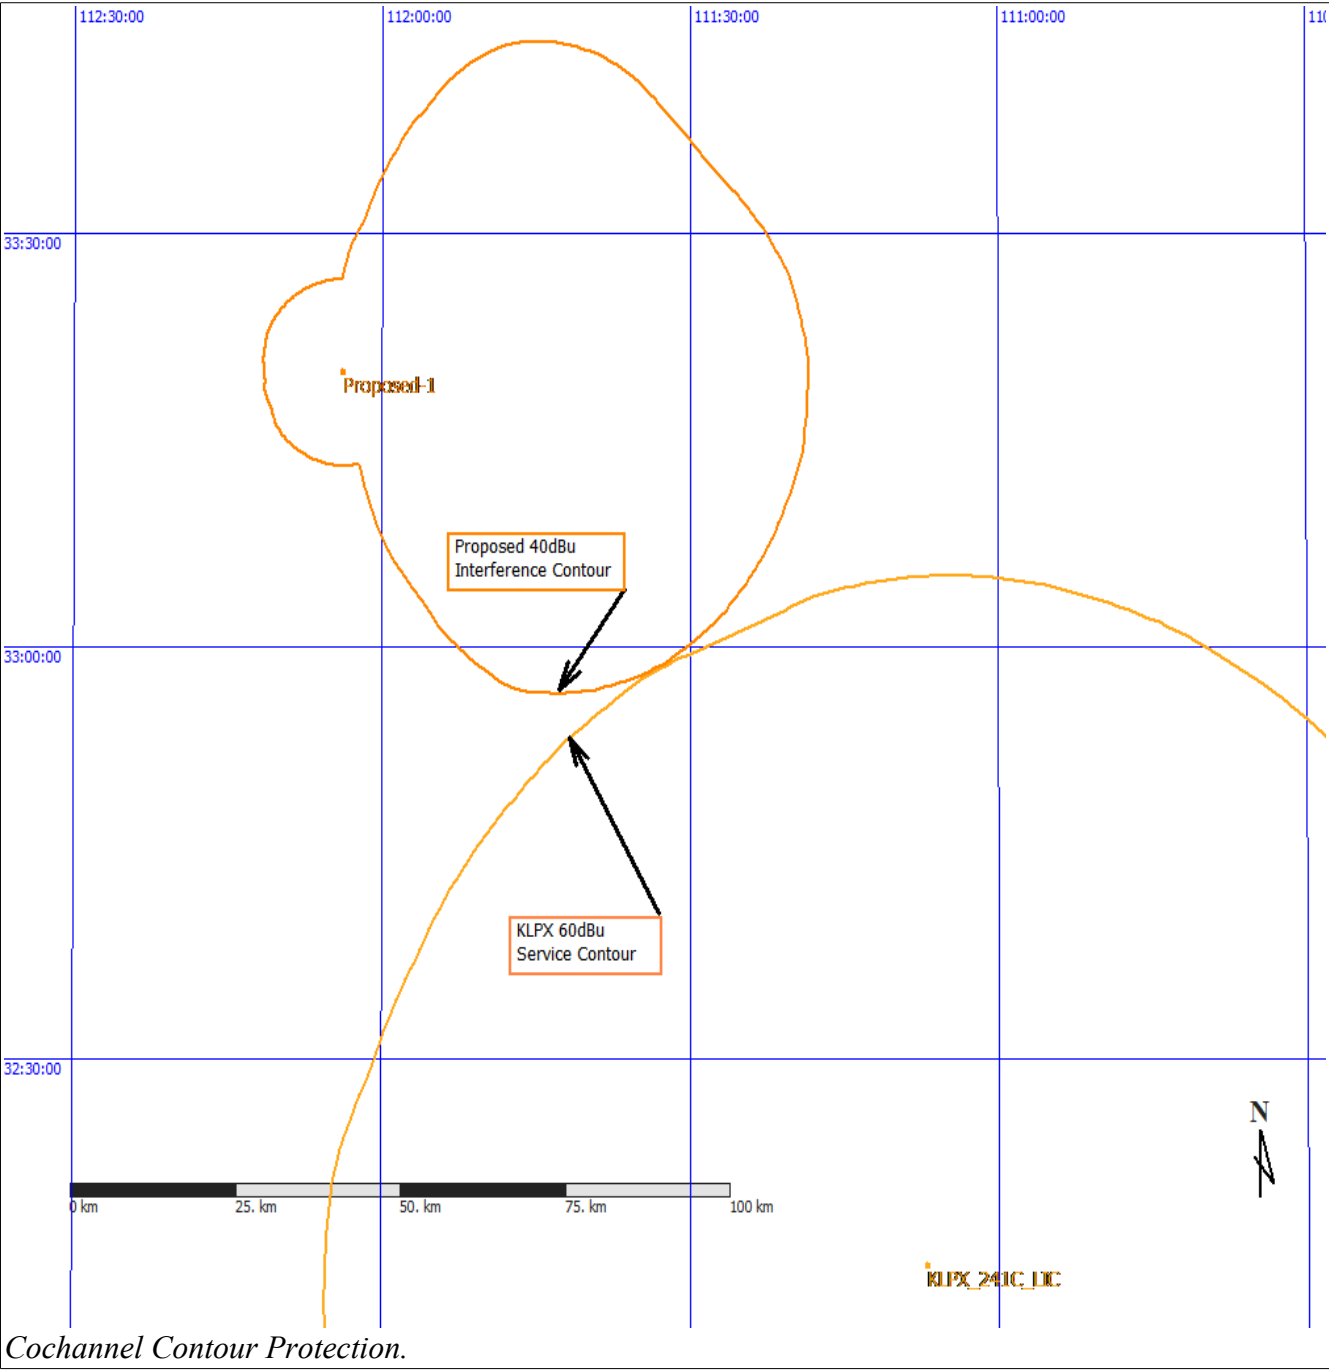 112:30:00
112:00:00
111:30:00
111:00:00
33:30:00
Proposed-1
Proposed 40dBu
Interference Contour
33:00:00
KLPX 60dBu
Service Contour
32:30:00
N
0 km
25. km
50. km
75. km
100 km
KLPX_241C_LIC
Cochannel Contour Protection.